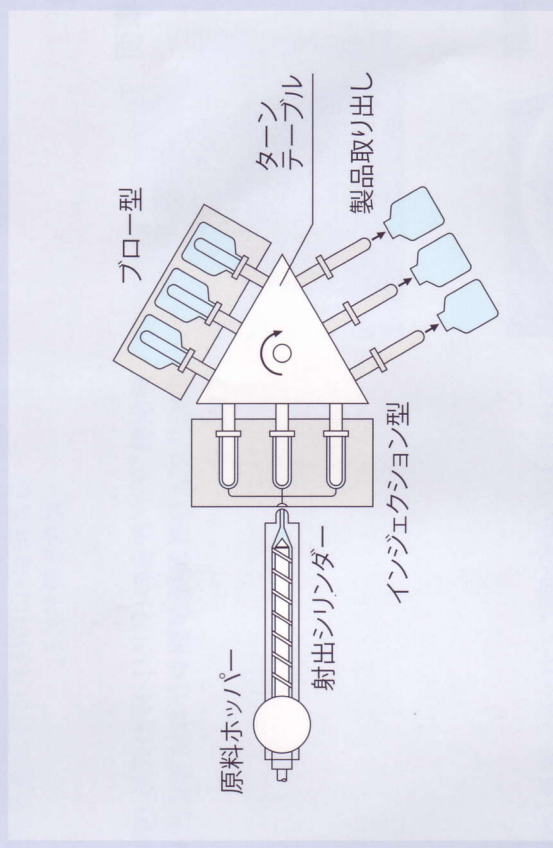 ブロー型
ターン
テーブル
製品取り出し
インジェクション型
射出シリンダー
原料ホッパー